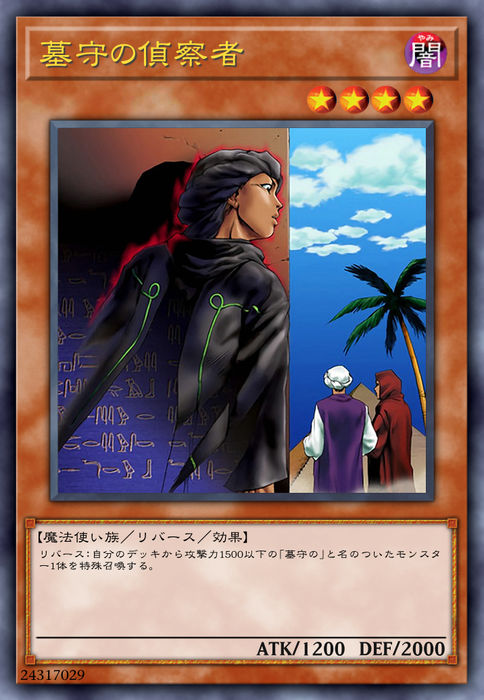 墓守の偵察者
やみ
闇
【魔法使い族／リバース／効果】
リバース：自分のデッキから攻撃力1500以下の「墓守の」と名のついたモンスタ
ー1体を特殊召喚する。
ATK/1200 DEF/2000
24317029